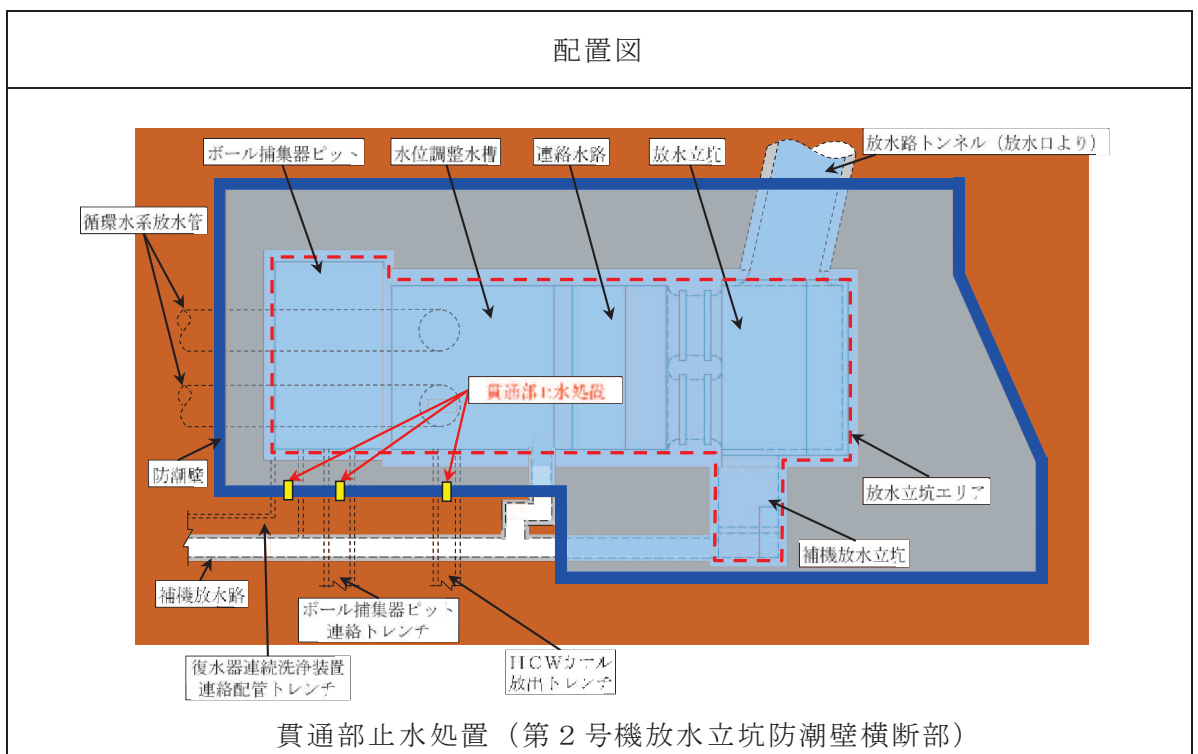 配置図
ボール捕集器ピット
水位調整水槽
連絡水路
放水立坑
放水路トンネル（放水口より）
循環水系放水管
貫通部止水処置
防潮壁
放水立坑エリア
補機放水立坑
補機放水路
ボール捕集器ピット
連絡トレンチ
復水器連続洗浄装置
連絡配管トレンチ
放出トレンチ
貫通部止水処置（第２号機放水立坑防潮壁横断部）